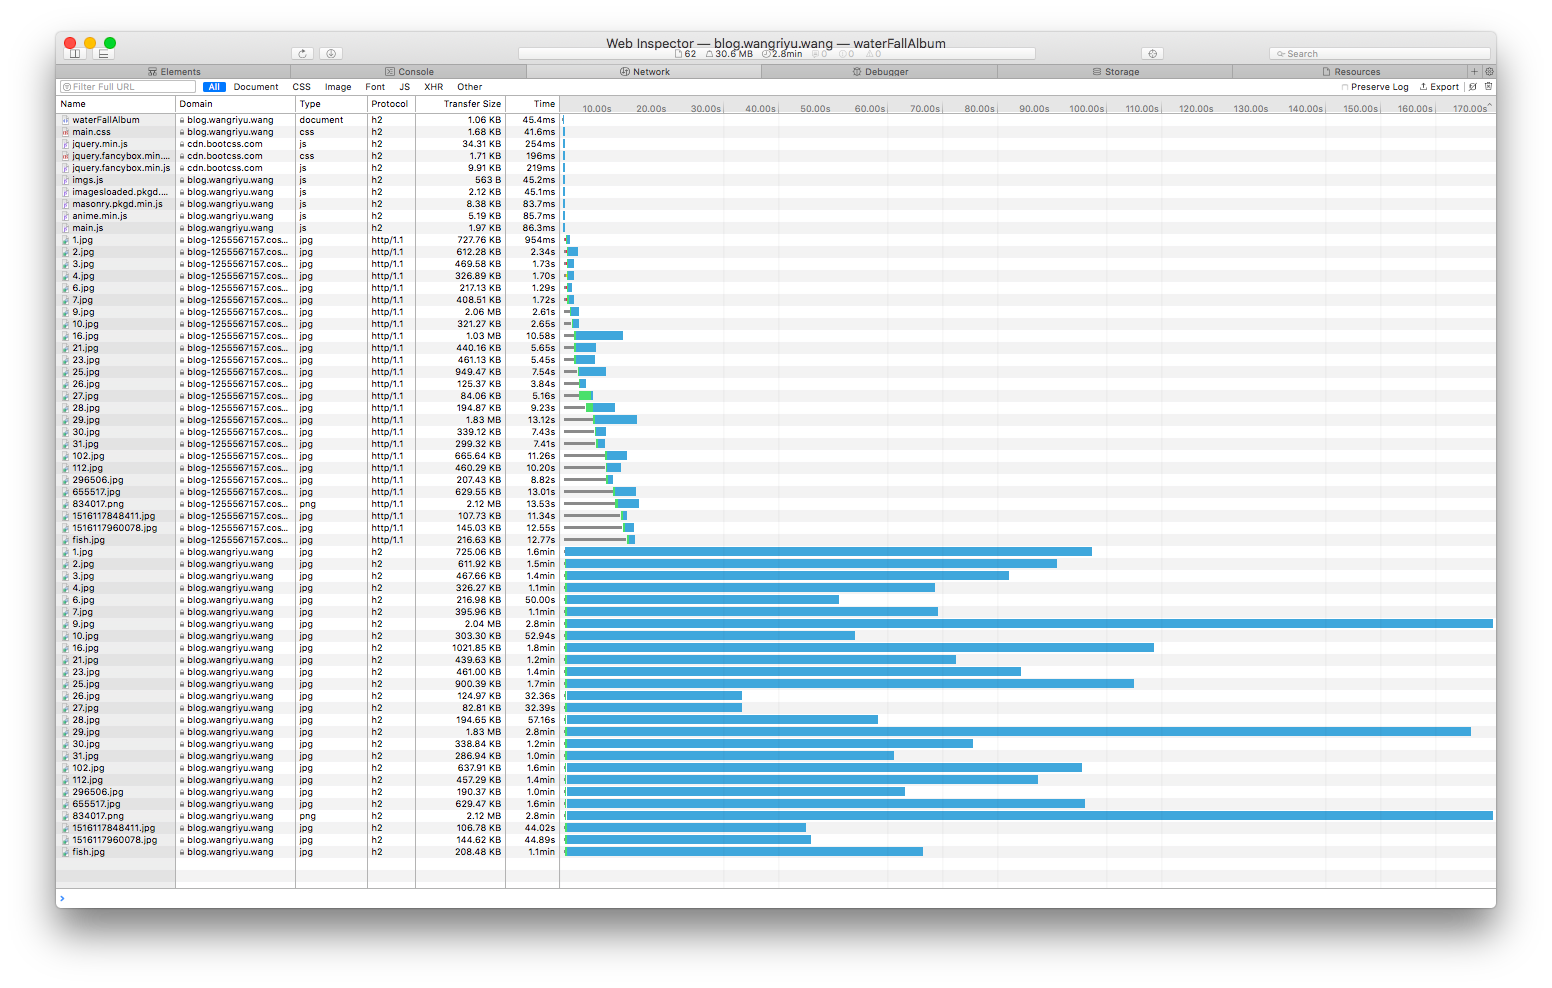 Web Inspector — blog.wangriyu.wang — waterFallAlbum
62 30.6 MB 2.8min 0 0 0
Search
Elements Console Network Debugger Storage Resources
Filter Full URL All Document CSS Image Font JS XHR Other Preserve Log Export
Name Domain Type Protocol Transfer Size Time 10.00s 20.00s 30.00s 40.00s 50.00s 60.00s 70.00s 80.00s 90.00s 100.00s 110.00s 120.00s 130.00s 140.00s 150.00s 160.00s 170.00s
waterFallAlbum blog.wangriyu.wang document h2 1.06 KB 45.4ms
main.css blog.wangriyu.wang css h2 1.68 KB 41.6ms
jquery.min.js cdn.bootcss.com js h2 34.31 KB 254ms
jquery.fancybox.min.... cdn.bootcss.com css h2 1.71 KB 196ms
jquery.fancybox.min.js cdn.bootcss.com js h2 9.91 KB 219ms
imgs.js blog.wangriyu.wang js h2 563 B 45.2ms
imagesloaded.pkgd.... blog.wangriyu.wang js h2 2.12 KB 45.1ms
masonry.pkgd.min.js blog.wangriyu.wang js h2 8.38 KB 83.7ms
anime.min.js blog.wangriyu.wang js h2 5.19 KB 85.7ms
main.js blog.wangriyu.wang js h2 1.97 KB 86.3ms
1.jpg blog-1255567157.cos... jpg http/1.1 727.76 KB 954ms
2.jpg blog-1255567157.cos... jpg http/1.1 612.28 KB 2.34s
3.jpg blog-1255567157.cos... jpg http/1.1 469.58 KB 1.73s
4.jpg blog-1255567157.cos... jpg http/1.1 326.89 KB 1.70s
6.jpg blog-1255567157.cos... jpg http/1.1 217.13 KB 1.29s
7.jpg blog-1255567157.cos... jpg http/1.1 408.51 KB 1.72s
9.jpg blog-1255567157.cos... jpg http/1.1 2.06 MB 2.61s
10.jpg blog-1255567157.cos... jpg http/1.1 321.27 KB 2.65s
16.jpg blog-1255567157.cos... jpg http/1.1 1.03 MB 10.58s
21.jpg blog-1255567157.cos... jpg http/1.1 440.16 KB 5.65s
23.jpg blog-1255567157.cos... jpg http/1.1 461.13 KB 5.45s
25.jpg blog-1255567157.cos... jpg http/1.1 949.47 KB 7.54s
26.jpg blog-1255567157.cos... jpg http/1.1 125.37 KB 3.84s
27.jpg blog-1255567157.cos... jpg http/1.1 84.06 KB 5.16s
28.jpg blog-1255567157.cos... jpg http/1.1 194.87 KB 9.23s
29.jpg blog-1255567157.cos... jpg http/1.1 1.83 MB 13.12s
30.jpg blog-1255567157.cos... jpg http/1.1 339.12 KB 7.43s
31.jpg blog-1255567157.cos... jpg http/1.1 299.32 KB 7.41s
102.jpg blog-1255567157.cos... jpg http/1.1 665.64 KB 11.26s
112.jpg blog-1255567157.cos... jpg http/1.1 460.29 KB 10.20s
296506.jpg blog-1255567157.cos... jpg http/1.1 207.43 KB 8.82s
655517.jpg blog-1255567157.cos... jpg http/1.1 629.55 KB 13.01s
834017.png blog-1255567157.cos... png http/1.1 2.12 MB 13.53s
1516117848411.jpg blog-1255567157.cos... jpg http/1.1 107.73 KB 11.34s
1516117960078.jpg blog-1255567157.cos... jpg http/1.1 145.03 KB 12.55s
fish.jpg blog-1255567157.cos... jpg http/1.1 216.63 KB 12.77s
1.jpg blog.wangriyu.wang jpg h2 725.06 KB 1.6min
2.jpg blog.wangriyu.wang jpg h2 611.92 KB 1.5min
3.jpg blog.wangriyu.wang jpg h2 467.66 KB 1.4min
4.jpg blog.wangriyu.wang jpg h2 326.27 KB 1.1min
6.jpg blog.wangriyu.wang jpg h2 216.98 KB 50.00s
7.jpg blog.wangriyu.wang jpg h2 395.96 KB 1.1min
9.jpg blog.wangriyu.wang jpg h2 2.04 MB 2.8min
10.jpg blog.wangriyu.wang jpg h2 303.30 KB 52.94s
16.jpg blog.wangriyu.wang jpg h2 1021.85 KB 1.8min
21.jpg blog.wangriyu.wang jpg h2 439.63 KB 1.2min
23.jpg blog.wangriyu.wang jpg h2 461.00 KB 1.4min
25.jpg blog.wangriyu.wang jpg h2 900.39 KB 1.7min
26.jpg blog.wangriyu.wang jpg h2 124.97 KB 32.36s
27.jpg blog.wangriyu.wang jpg h2 82.81 KB 32.39s
28.jpg blog.wangriyu.wang jpg h2 194.65 KB 57.16s
29.jpg blog.wangriyu.wang jpg h2 1.83 MB 2.8min
30.jpg blog.wangriyu.wang jpg h2 338.84 KB 1.2min
31.jpg blog.wangriyu.wang jpg h2 286.94 KB 1.0min
102.jpg blog.wangriyu.wang jpg h2 637.91 KB 1.6min
112.jpg blog.wangriyu.wang jpg h2 457.29 KB 1.4min
296506.jpg blog.wangriyu.wang jpg h2 190.37 KB 1.0min
655517.jpg blog.wangriyu.wang jpg h2 629.47 KB 1.6min
834017.png blog.wangriyu.wang png h2 2.12 MB 2.8min
1516117848411.jpg blog.wangriyu.wang jpg h2 106.78 KB 44.02s
1516117960078.jpg blog.wangriyu.wang jpg h2 144.62 KB 44.89s
fish.jpg blog.wangriyu.wang jpg h2 208.48 KB 1.1min